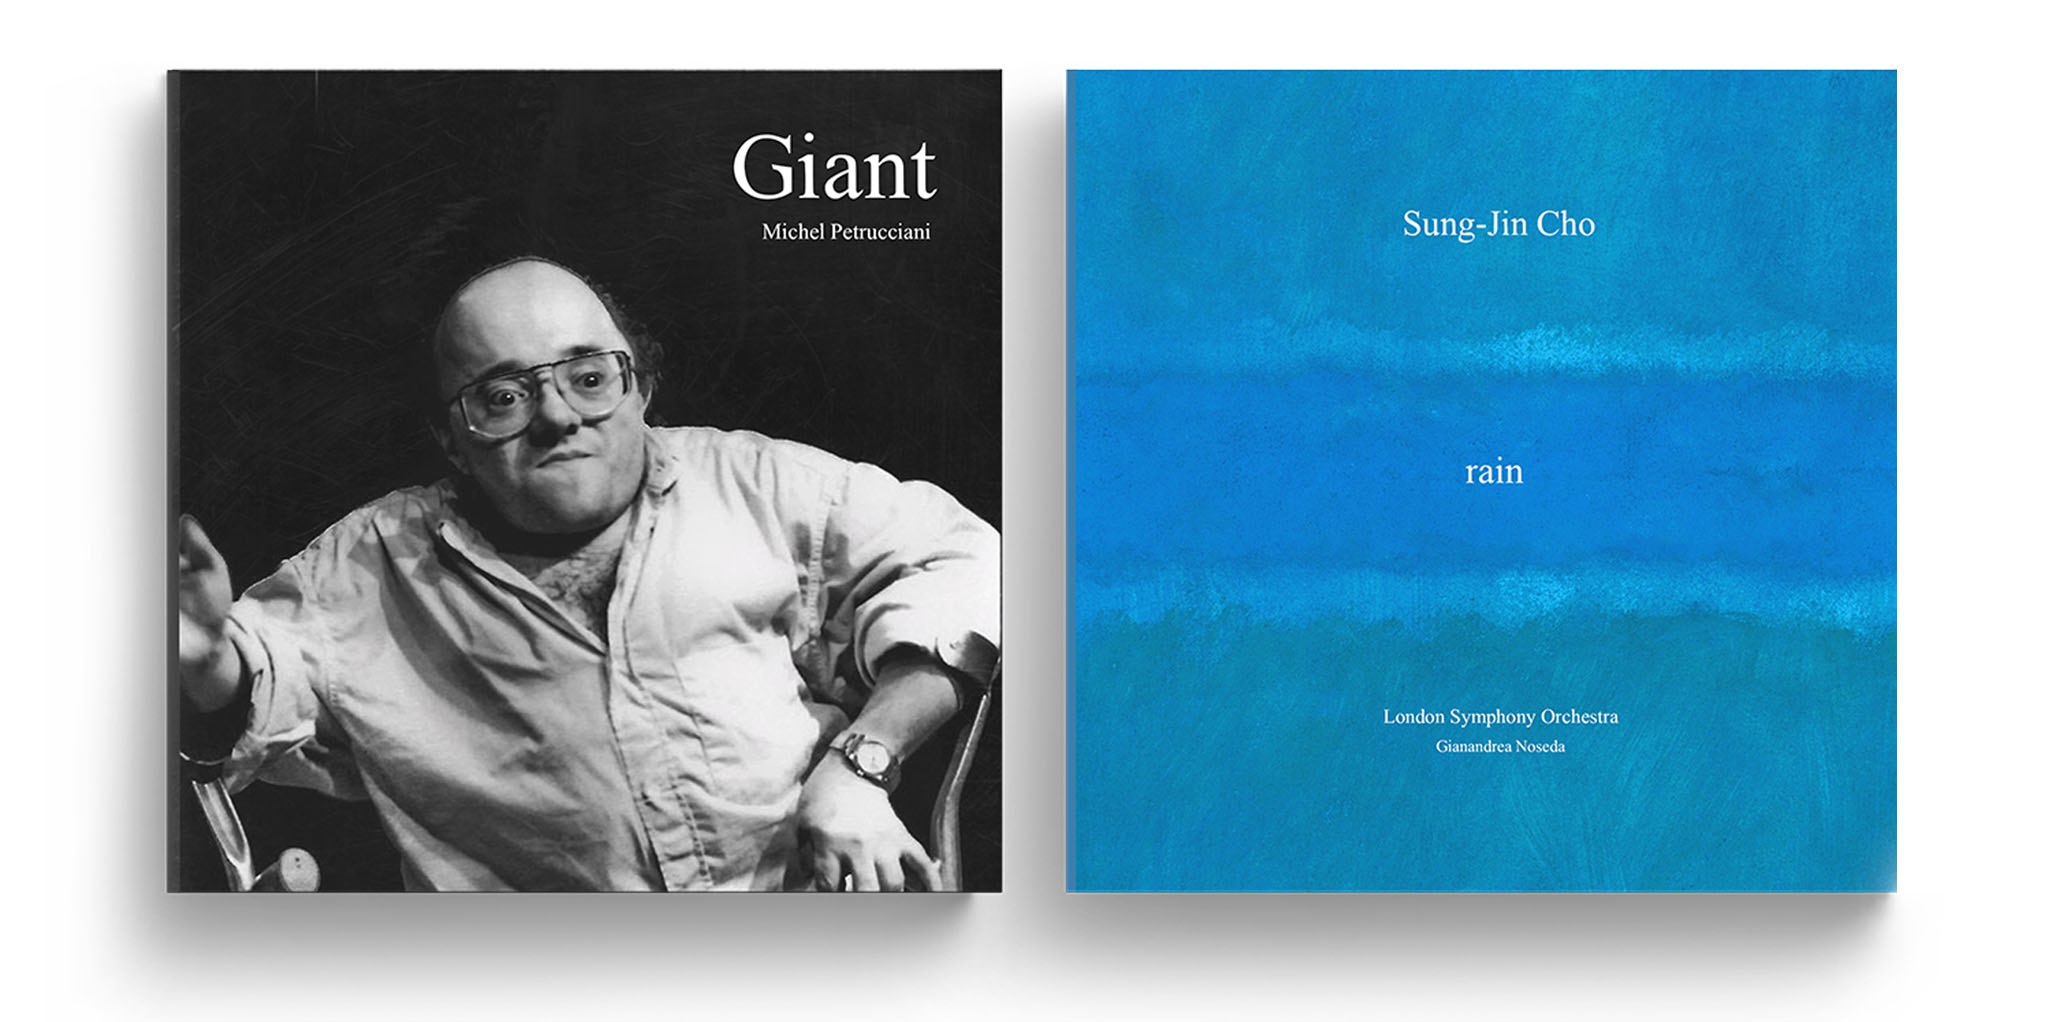 Giant
Michel Petrucciani
Sung-Jin Cho
rain
London Symphony Orchestra
Gianandrea Noseda